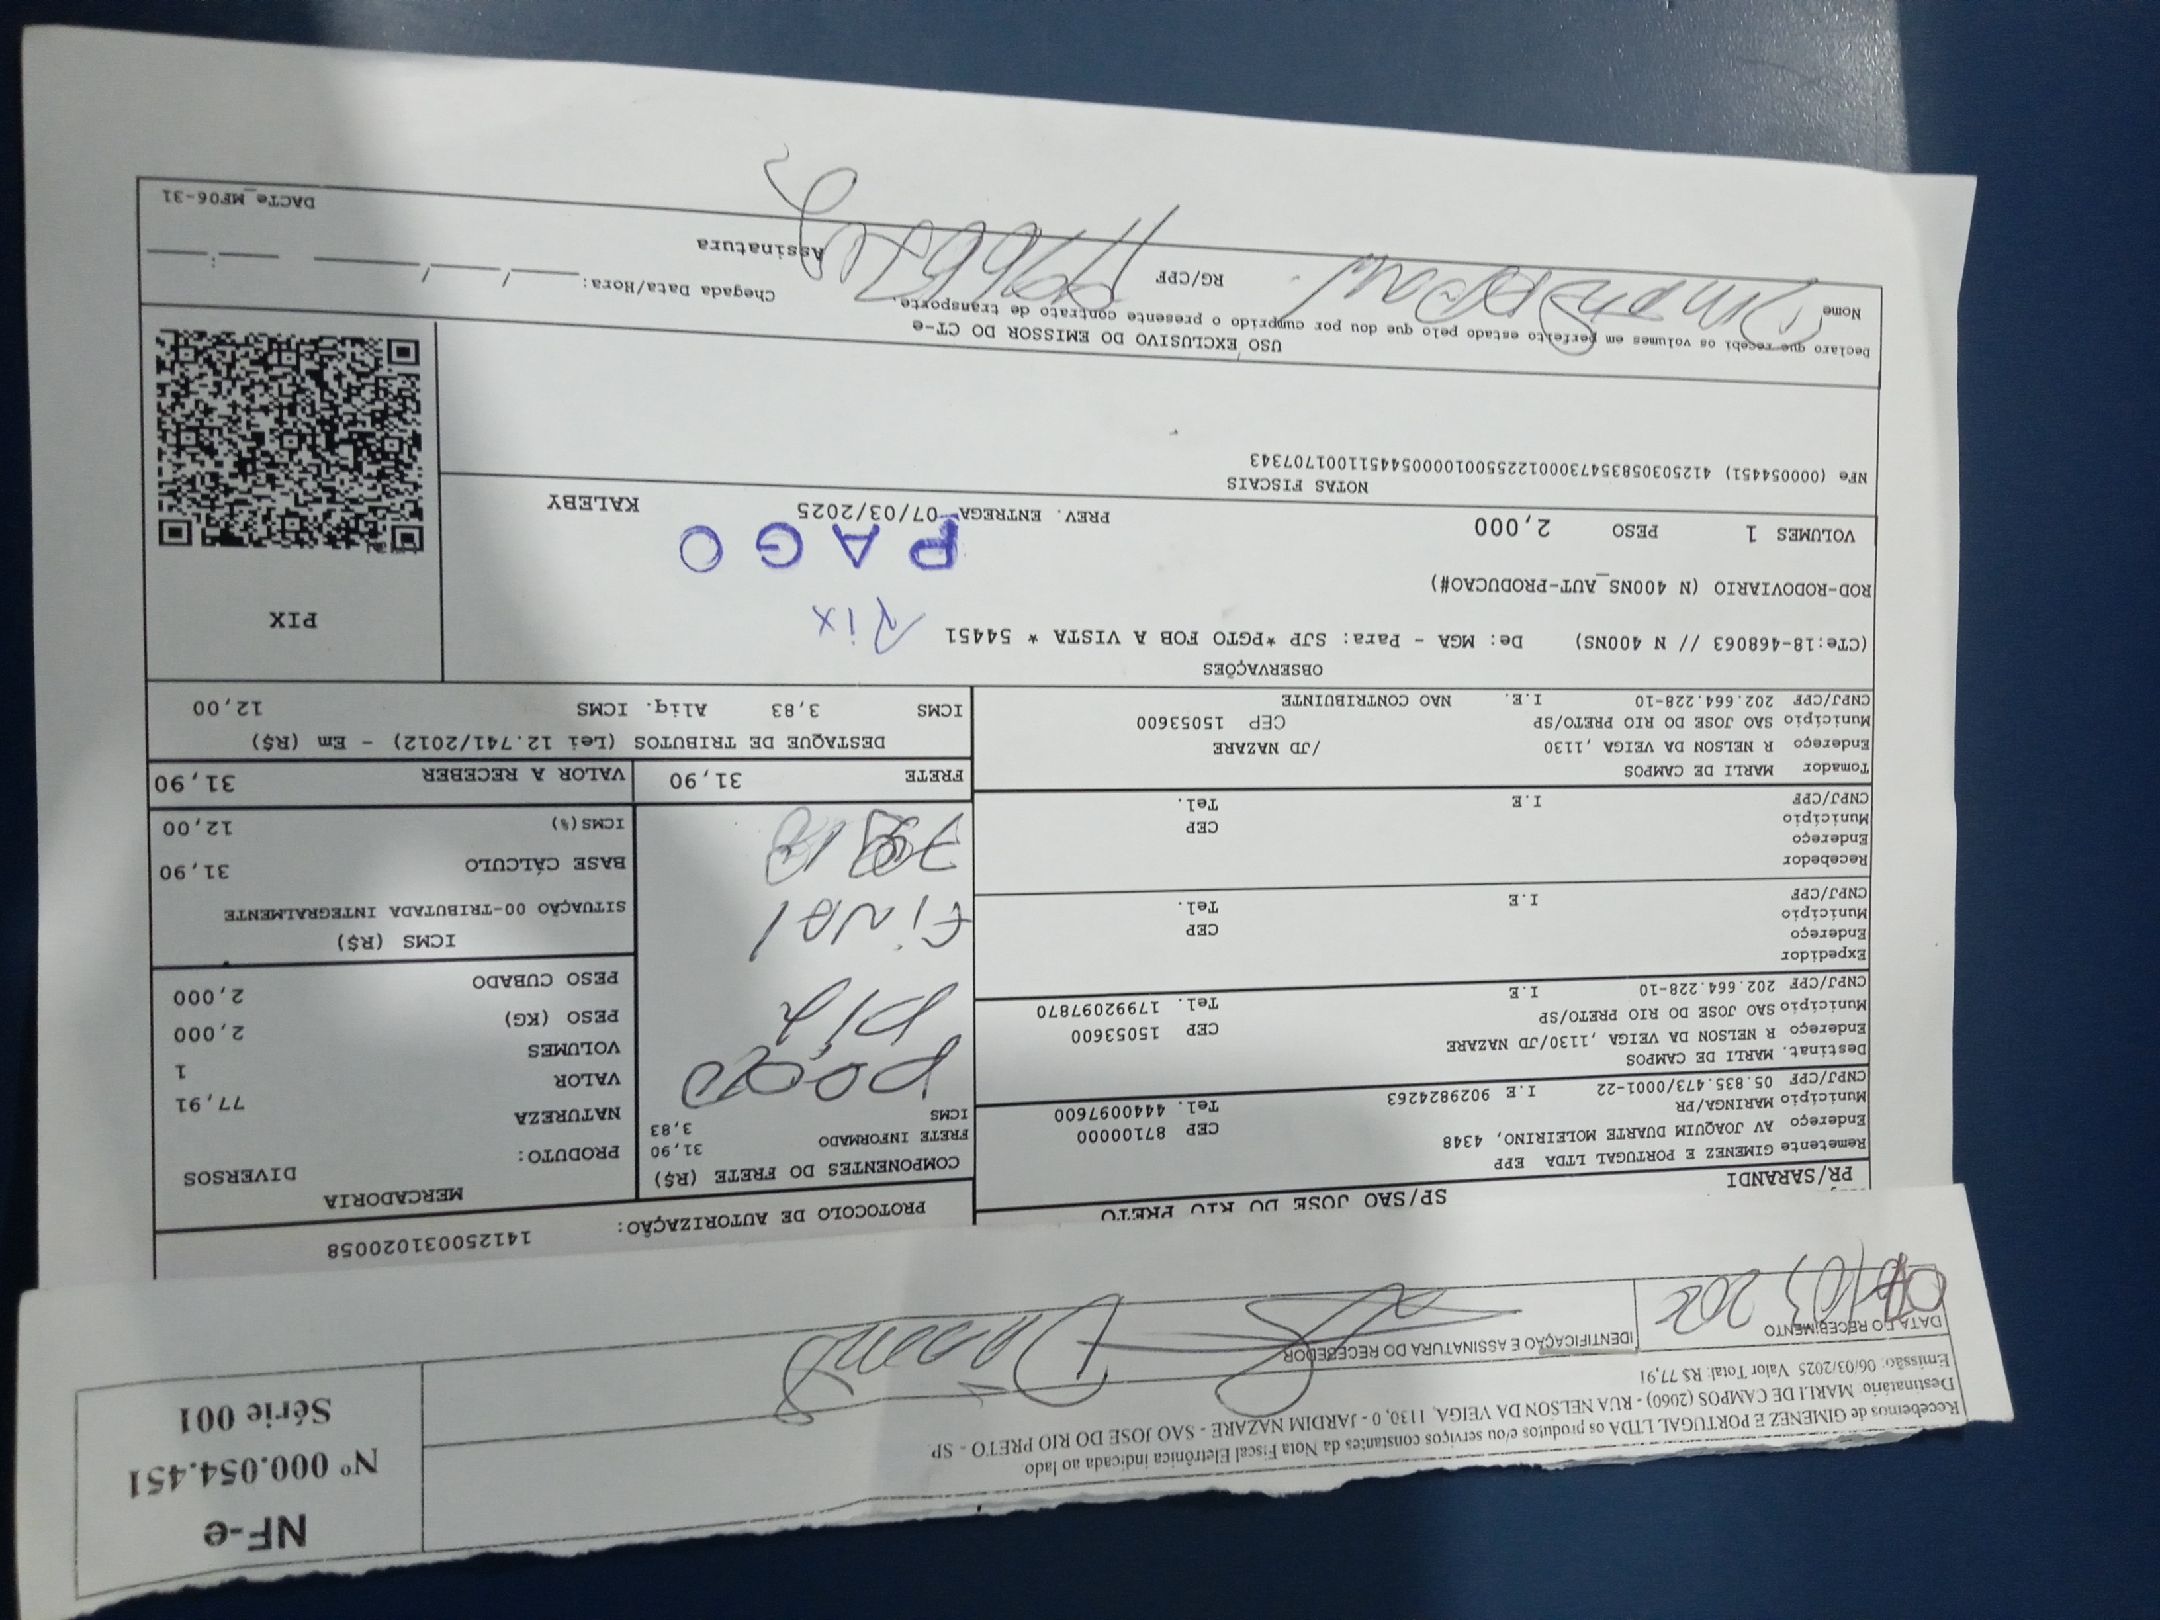 NF-e
Nº 000.054.451
Série 001
Recebemos de GIMENEZ E PORTUGAL LTDA os produtos e/ou serviços constantes da Nota Fiscal Eletrônica indicada ao lado
Destinatário: MARLI DE CAMPOS (2060) - RUA NELSON DA VEIGA, 1130, 0 - JARDIM NAZARE - SAO JOSE DO RIO PRETO - SP.
Emissão: 06/03/2025 Valor Total: R$ 77,91
DATA DO RECEBIMENTO
IDENTIFICAÇÃO E ASSINATURA DO RECEBEDOR
PR/SARANDI
SP/SAO JOSE DO RIO PRETO
PROTOCOLO DE AUTORIZAÇÃO:
141250031020058
Remetente GIMENEZ E PORTUGAL LTDA EPP
Endereço AV JOAQUIM DUARTE MOLEIRINO, 4348
CEP 87100000
Município MARINGA/PR
Tel. 4440097600
CNPJ/CPF 05.835.473/0001-22 I.E 9029824263
Destinat. MARLI DE CAMPOS
Endereço R NELSON DA VEIGA ,1130/JD NAZARE
CEP 15053600
Município SAO JOSE DO RIO PRETO/SP
Tel. 17992097870
CNPJ/CPF 202.664.228-10 I.E
Expedidor
Endereço
CEP
Município
Tel.
CNPJ/CPF I.E
Recebedor
Endereço
CEP
Município
Tel.
CNPJ/CPF I.E
Tomador MARLI DE CAMPOS
Endereço R NELSON DA VEIGA ,1130 /JD NAZARE
Município SAO JOSE DO RIO PRETO/SP CEP 15053600
CNPJ/CPF 202.664.228-10 I.E. NAO CONTRIBUINTE
COMPONENTES DO FRETE (R$)
FRETE INFORMADO 31,90
ICMS 3,83
Final
MERCADORIA
PRODUTO: DIVERSOS
NATUREZA
VALOR 77,91
VOLUMES 1
PESO (KG) 2,000
PESO CUBADO 2,000
ICMS (R$)
SITUAÇÃO 00-TRIBUTADA INTEGRALMENTE
BASE CÁLCULO 31,90
ICMS(%) 12,00
FRETE 31,90
VALOR A RECEBER 31,90
DESTAQUE DE TRIBUTOS (Lei 12.741/2012) - Em (R$)
ICMS 3,83 Aliq. ICMS 12,00
OBSERVAÇÕES
(CTe:18-468063 // N 400NS) De: MGA - Para: SJP *PGTO FOB A VISTA * 54451
ROD-RODOVIARIO (N 400NS_AUT-PRODUCAO#)
Pix
PAGO
PIX
VOLUMES 1 PESO 2,000 PREV. ENTREGA 07/03/2025 KALEBY
NOTAS FISCAIS
NFe (00054451) 41250305835473000122550010000544511001707343
USO EXCLUSIVO DO EMISSOR DO CT-e
Declaro que recebi os volumes em perfeito estado pelo que dou por cumprido o presente contrato de transporte.
Nome
RG/CPF
Chegada Data/Hora: ___/___/___ ___:___
Assinatura
DACTe_MF06-31